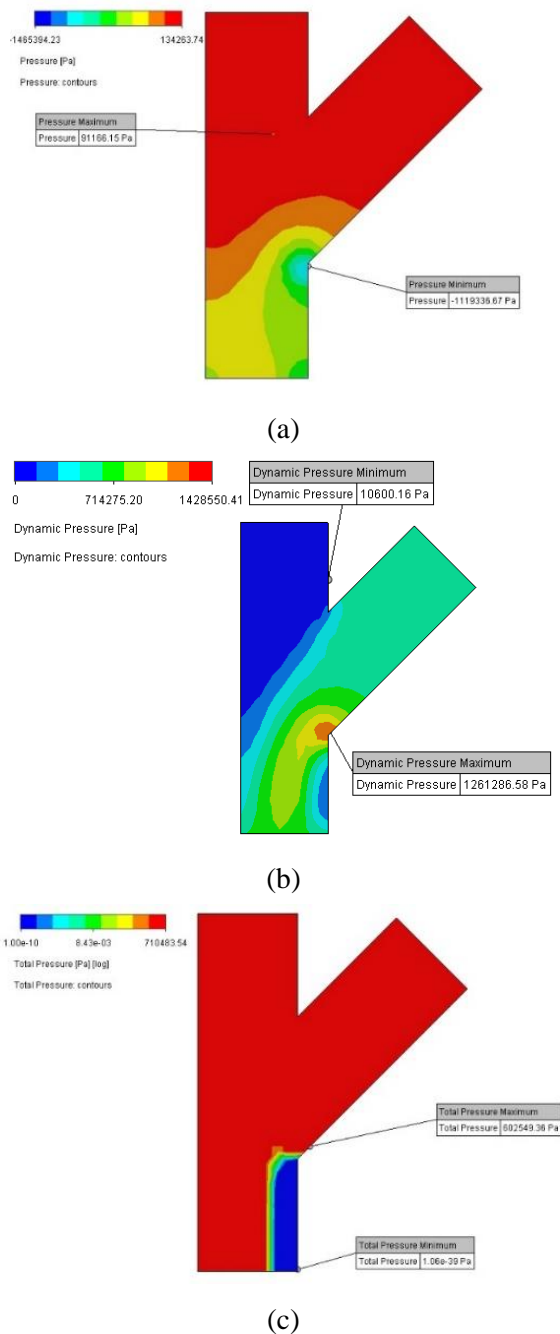 -1465394.23 134263.74
Pressure [Pa]
Pressure: contours
Pressure Maximum
Pressure 91166.15 Pa
Pressure Minimum
Pressure -1119336.67 Pa
(a)
Dynamic Pressure Minimum
Dynamic Pressure 10600.16 Pa
0 714275.20 1428550.41
Dynamic Pressure [Pa]
Dynamic Pressure: contours
Dynamic Pressure Maximum
Dynamic Pressure 1261286.58 Pa
(b)
1.00e-10 8.43e-03 710483.54
Total Pressure [Pa] [log]
Total Pressure: contours
Total Pressure Maximum
Total Pressure 602549.36 Pa
Total Pressure Minimum
Total Pressure 1.06e-39 Pa
(c)